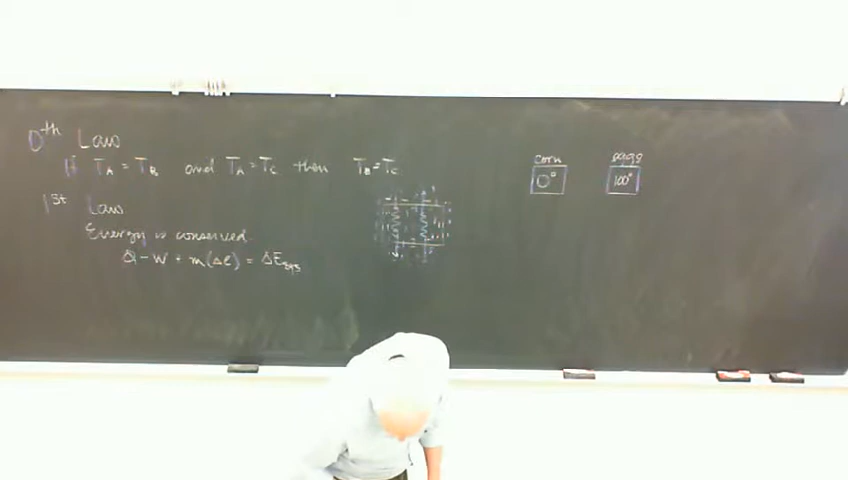 0th Law
If TA = TB and TA = TC then TB = TC
1st Law
Energy is conserved
Q - W + m(Δe) = ΔEsys
corn
0°
eggs
100°